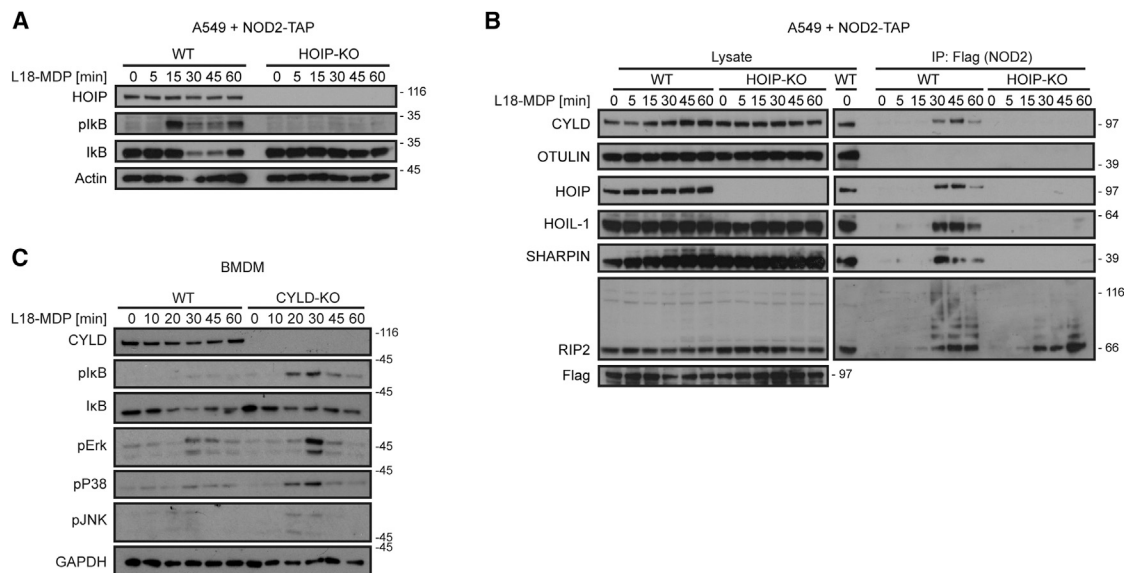 A
A549 + NOD2-TAP
WT HOIP-KO
L18-MDP [min] 0 5 15 30 45 60 0 5 15 30 45 60
HOIP - 116
pIkB - 35
IkB - 35
Actin - 45
B
A549 + NOD2-TAP
Lysate IP: Flag (NOD2)
WT HOIP-KO WT WT HOIP-KO
L18-MDP [min] 0 5 15 30 45 60 0 5 15 30 45 60 0 0 5 15 30 45 60 0 5 15 30 45 60
CYLD - 97
OTULIN - 39
HOIP - 97
HOIL-1 - 64
SHARPIN - 39
- 116
RIP2 - 66
Flag - 97
C
BMDM
WT CYLD-KO
L18-MDP [min] 0 10 20 30 45 60 0 10 20 30 45 60
CYLD -116
-45
pIkB
-45
IκB
-45
pErk -45
-45
pP38
pJNK
-45
-45
GAPDH